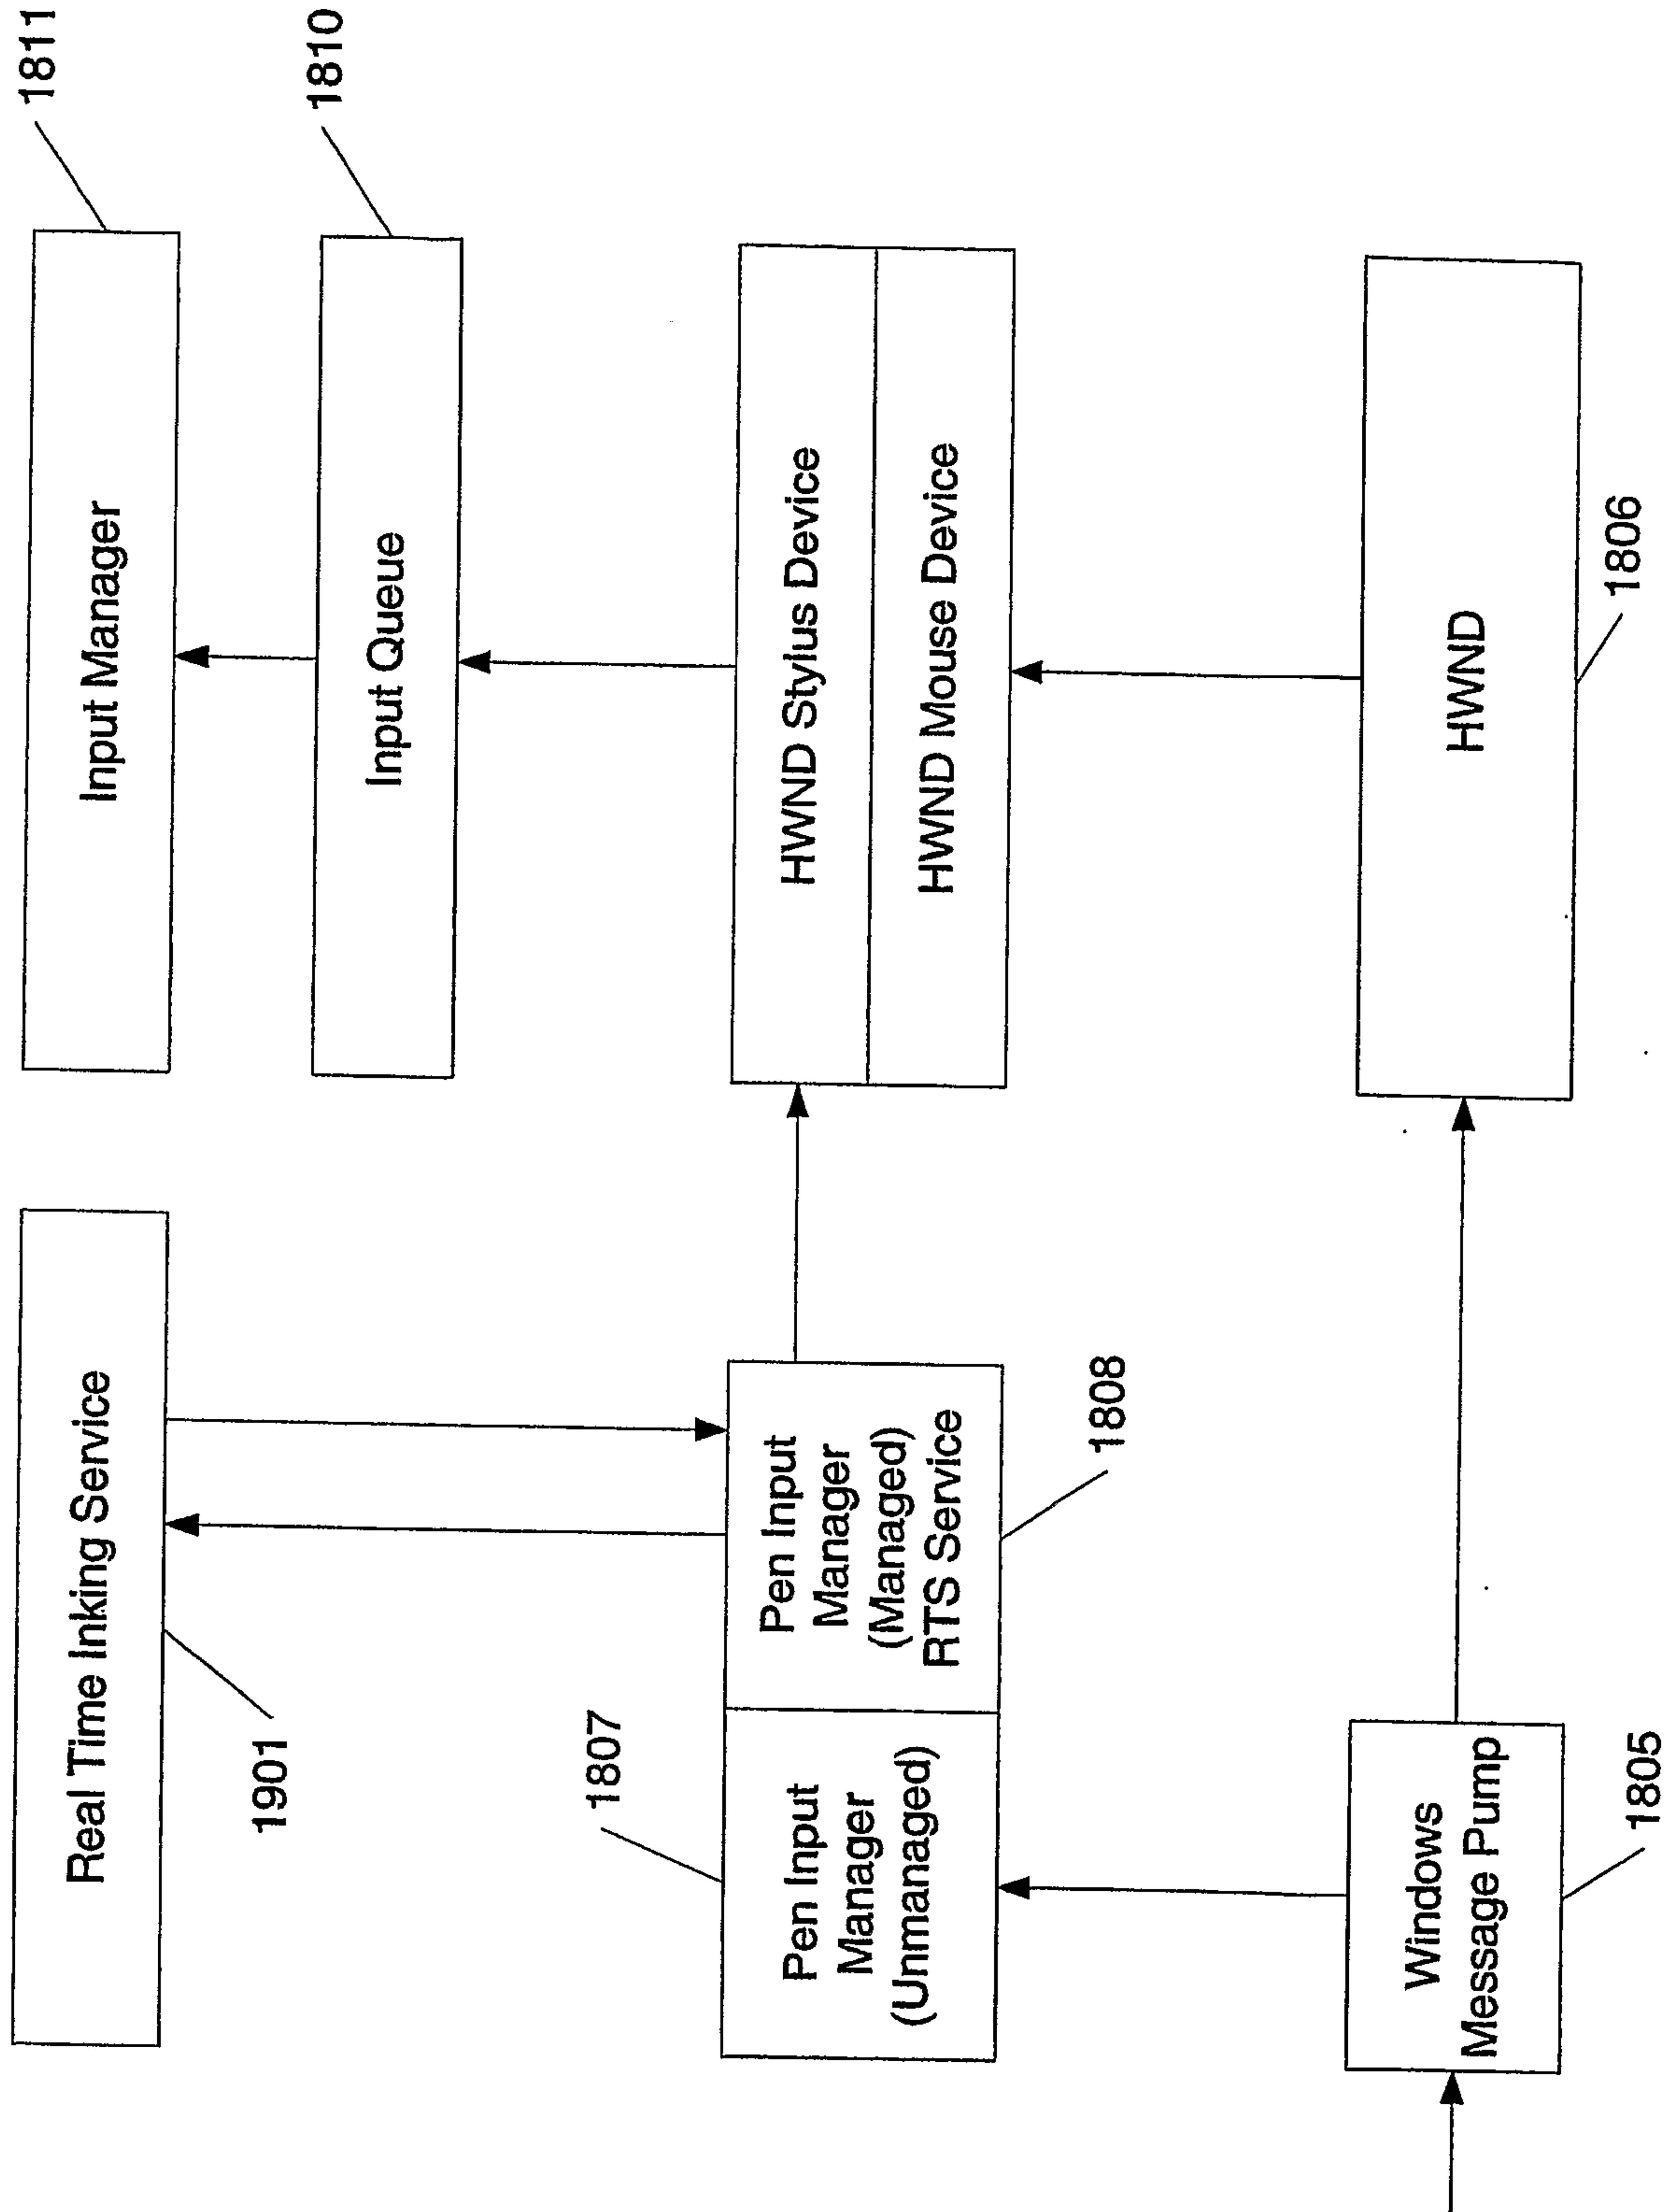 1811
Input Manager
1810
Input Queue
HWND Stylus Device
HWND Mouse Device
HWND
1806
Real Time Inking Service
1901
1807
Pen Input
Manager
(Unmanaged)
Pen Input
Manager
(Managed)
RTS Service
1808
Windows
Message Pump
1805